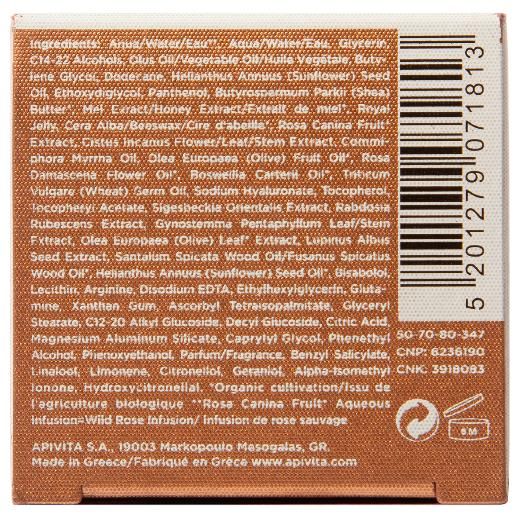 Ingredients: Aqua/Water/Eau**, Aqua/Water/Eau, Glycerin,
C14-22 Alcohols, Olus Oil/Vegetable Oil/Huile Végétale, Buty-
lene Glycol, Dodecane, Helianthus Annuus (Sunflower) Seed
Oil, Ethoxydiglycol, Panthenol, Butyrospermum Parkii (Shea)
Butter*, Mel Extract/Honey Extract/Extrait de miel*, Royal
Jelly, Cera Alba/Beeswax/Cire d'abeille*, Rosa Canina Fruit*
Extract, Cistus Incanus Flower/Leaf/Stem Extract, Commi-
phora Myrrha Oil, Olea Europaea (Olive) Fruit Oil*, Rosa
Damascena Flower Oil*, Boswellia Carterii Oil*, Triticum
Vulgare (Wheat) Germ Oil, Sodium Hyaluronate, Tocopherol,
Tocopheryl Acetate, Sigesbeckia Orientalis Extract, Rabdosia
Rubescens Extract, Gynostemma Pentaphyllum Leaf/Stem
Extract, Olea Europaea (Olive) Leaf* Extract, Lupinus Albus
Seed Extract, Santalum Spicata Wood Oil/Fusanus Spicatus
Wood Oil*, Helianthus Annuus (Sunflower) Seed Oil*, Bisabolol,
Lecithin, Arginine, Disodium EDTA, Ethylhexylglycerin, Gluta-
mine, Xanthan Gum, Ascorbyl Tetraisopalmitate, Glyceryl
Stearate, C12-20 Alkyl Glucoside, Decyl Glucoside, Citric Acid,
Magnesium Aluminum Silicate, Caprylyl Glycol, Phenethyl
Alcohol, Phenoxyethanol, Parfum/Fragrance, Benzyl Salicylate,
Linalool, Limonene, Citronellol, Geraniol, Alpha-Isomethyl
Ionone, Hydroxycitronellal. *Organic cultivation/Issu de
l'agriculture biologique **Rosa Canina Fruit* Aqueous
Infusion=Wild Rose Infusion/ infusion de rose sauvage
APIVITA S.A., 19003 Markopoulo Mesogaias, GR.
Made in Greece/Fabriqué en Grèce www.apivita.com
5 201279 071813
50-70-80-347
CNP: 6236190
CNK: 3918083
6 M